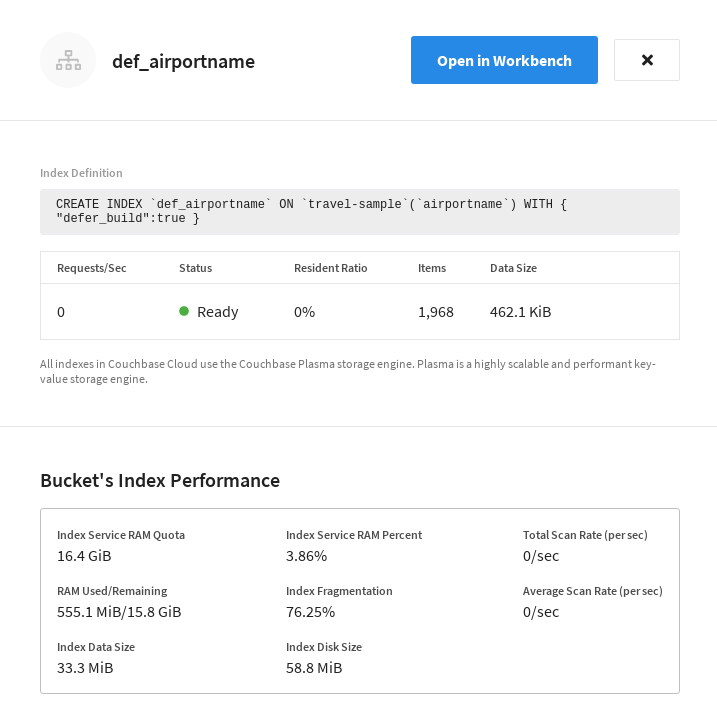 def_airportname
Open in Workbench
Index Definition
CREATE INDEX `def_airportname` ON `travel-sample`(`airportname`) WITH {
"defer_build":true }
Requests/Sec Status Resident Ratio Items Data Size
0 Ready 0% 1,968 462.1 KiB
All indexes in Couchbase Cloud use the Couchbase Plasma storage engine. Plasma is a highly scalable and performant key-
value storage engine.
Bucket's Index Performance
Index Service RAM Quota Index Service RAM Percent Total Scan Rate (per sec)
16.4 GiB 3.86% 0/sec
RAM Used/Remaining Index Fragmentation Average Scan Rate (per sec)
555.1 MiB/15.8 GiB 76.25% 0/sec
Index Data Size Index Disk Size
33.3 MiB 58.8 MiB